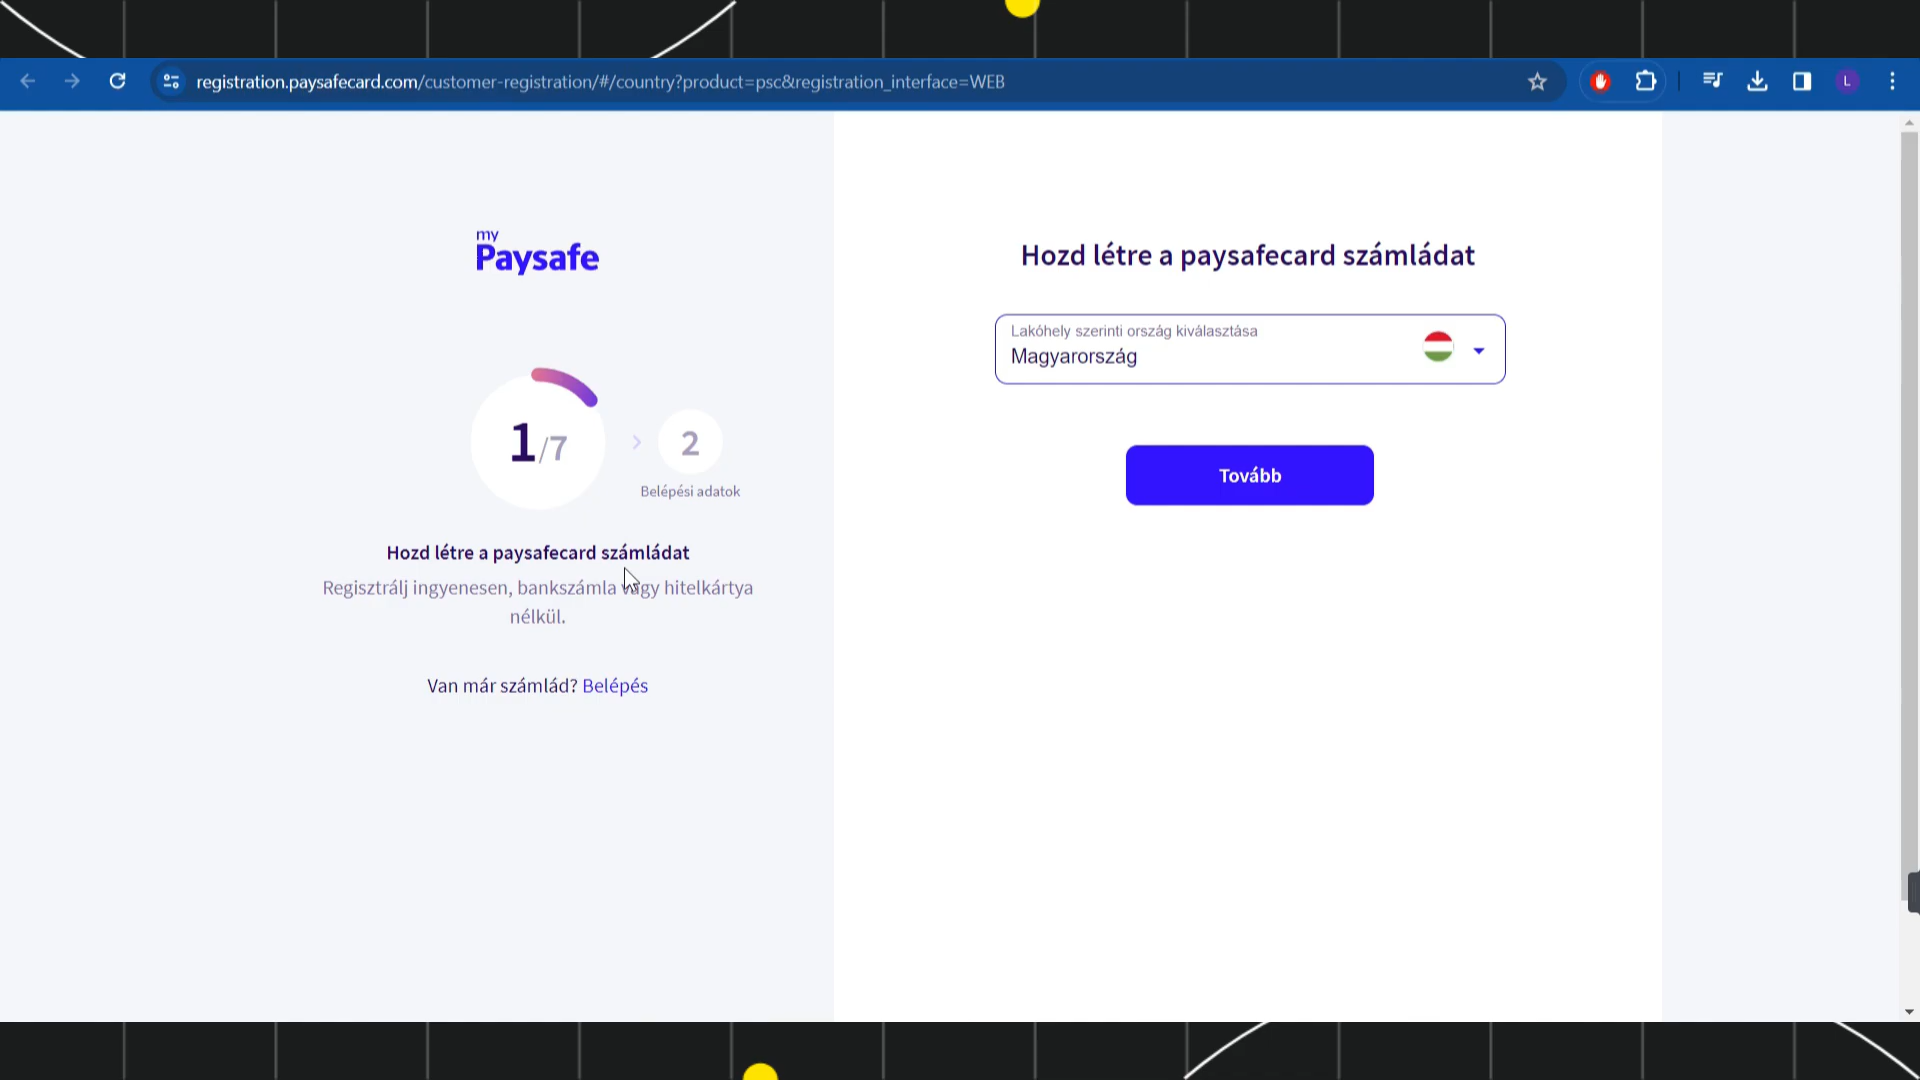 registration.paysafecard.com/customer-registration/#/country?product=psc&registration_interface=WEB
L
my
Paysafe
1/7
2
Belépési adatok
Hozd létre a paysafecard számládat
Regisztrálj ingyenesen, bankszámla vagy hitelkártya
nélkül.
Van már számlád? Belépés
Hozd létre a paysafecard számládat
Lakóhely szerinti ország kiválasztása
Magyarország
Tovább